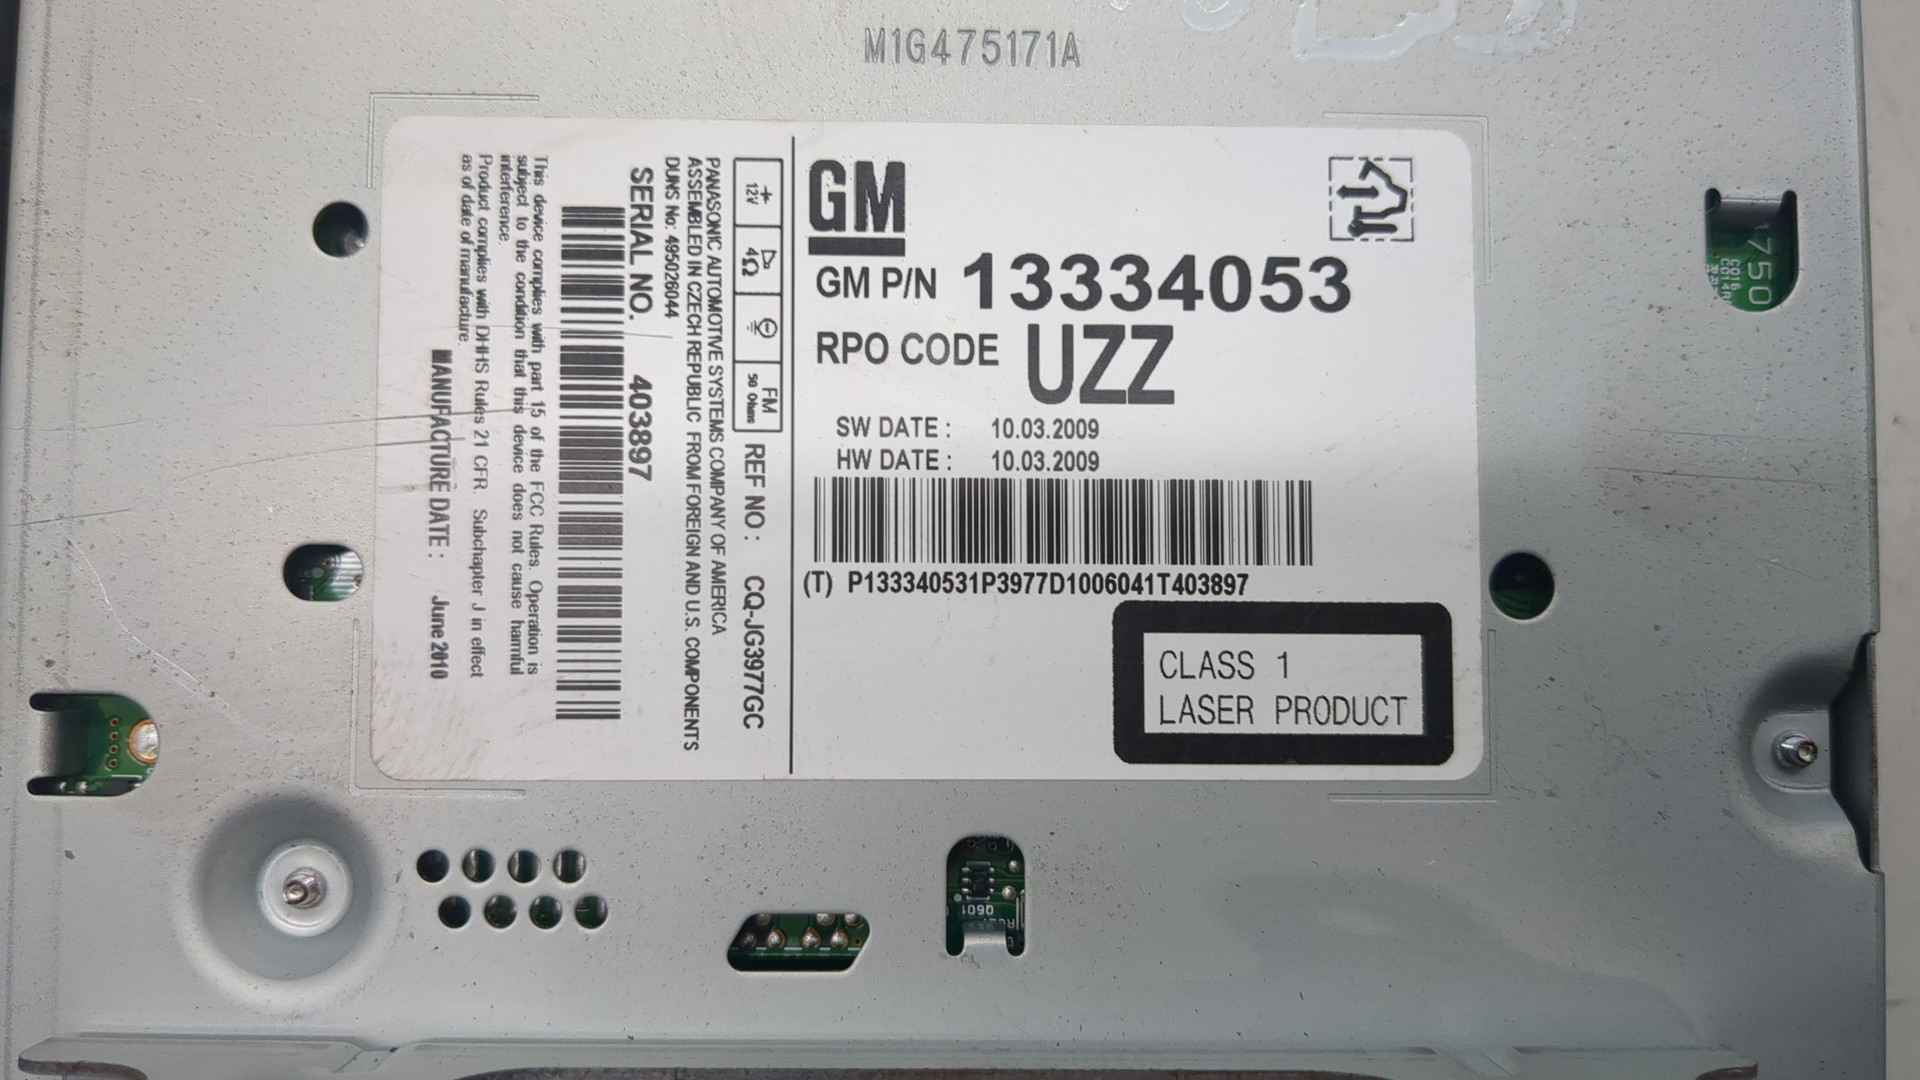 M1G475171A
GM
GM P/N 13334053
RPO CODE UZZ
SW DATE : 10.03.2009
HW DATE : 10.03.2009
(T) P133340531P3977D1006041T403897
CLASS 1
LASER PRODUCT
+ 12V 4Ω FM 50 Ohms REF NO : CQ-JG3977GC
PANASONIC AUTOMOTIVE SYSTEMS COMPANY OF AMERICA
ASSEMBLED IN CZECH REPUBLIC FROM FOREIGN AND U.S. COMPONENTS
DUNS No: 495026044
SERIAL NO. 403897
This device complies with part 15 of the FCC Rules. Operation is
subject to the condition that this device does not cause harmful
interference.
Product complies with DHHS Rules 21 CFR. Subchapter J in effect
as of date of manufacture.
MANUFACTURE DATE : June 2010
1750
C016
Q601